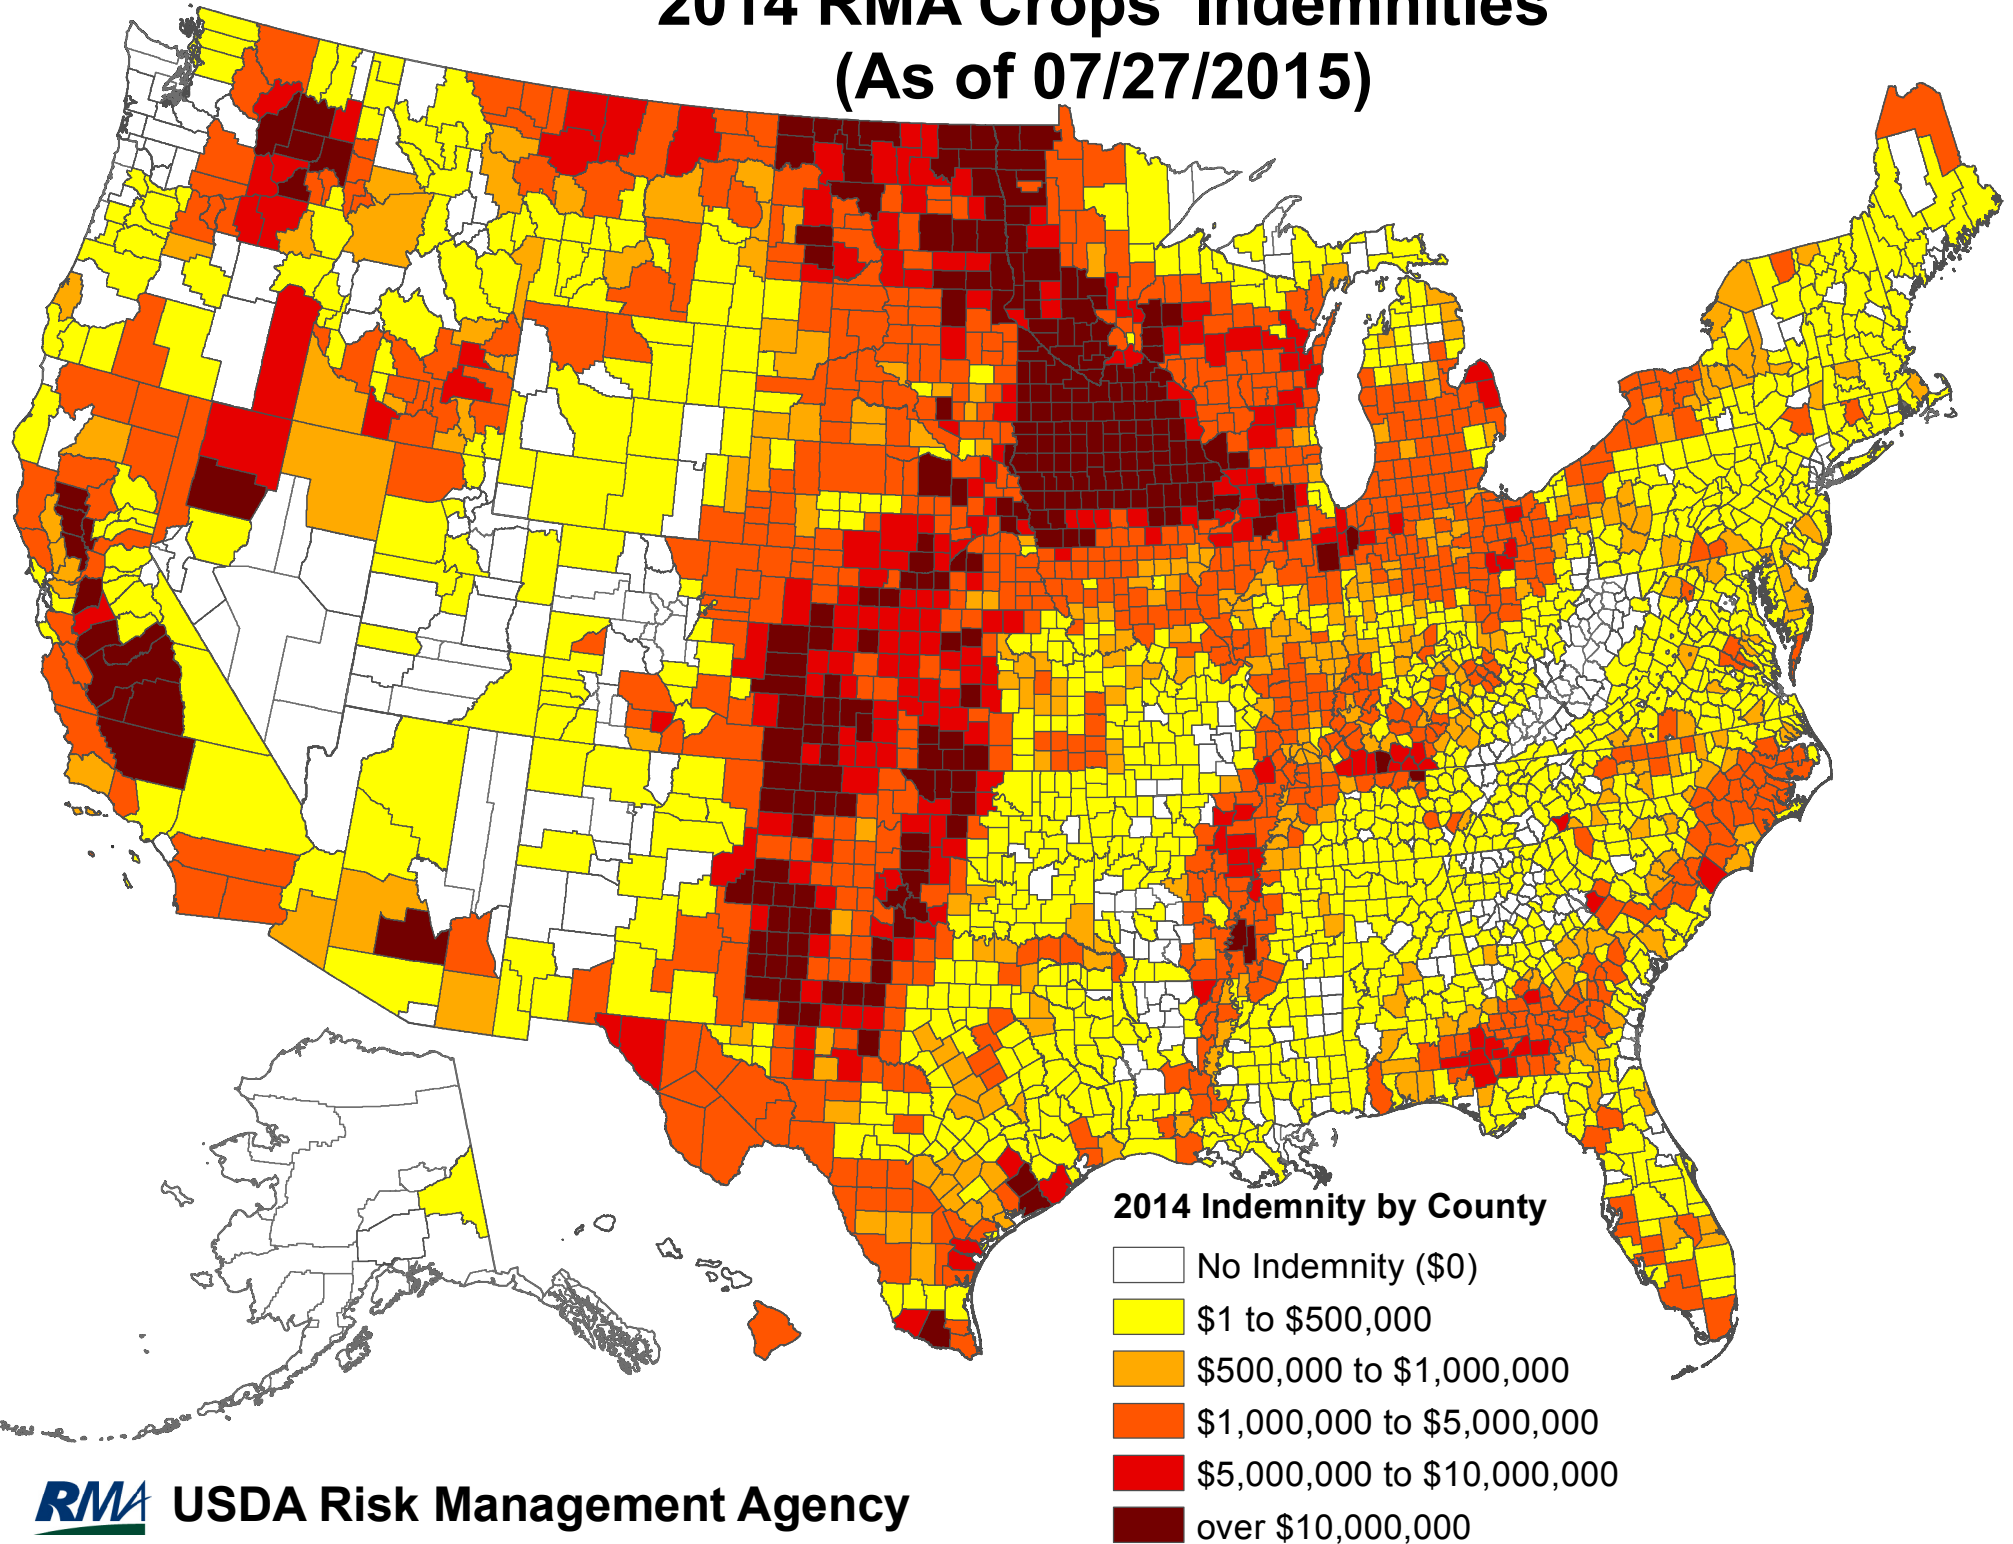 2014 RMA Crops' Indemnities
(As of 07/27/2015)
2014 Indemnity by County
No Indemnity ($0)
$1 to $500,000
$500,000 to $1,000,000
$1,000,000 to $5,000,000
$5,000,000 to $10,000,000
over $10,000,000
RMA USDA Risk Management Agency